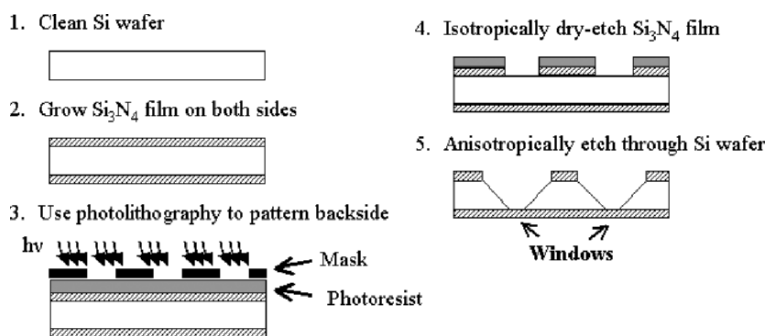 1. Clean Si wafer
2. Grow Si₃N₄ film on both sides
3. Use photolithography to pattern backside
hν
Mask
Photoresist
4. Isotropically dry-etch Si₃N₄ film
5. Anisotropically etch through Si wafer
Windows